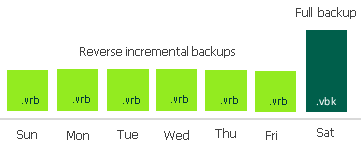 Full backup
Reverse incremental backups
.vrb .vrb .vrb .vrb .vrb .vrb .vbk
Sun Mon Tue Wed Thu Fri Sat